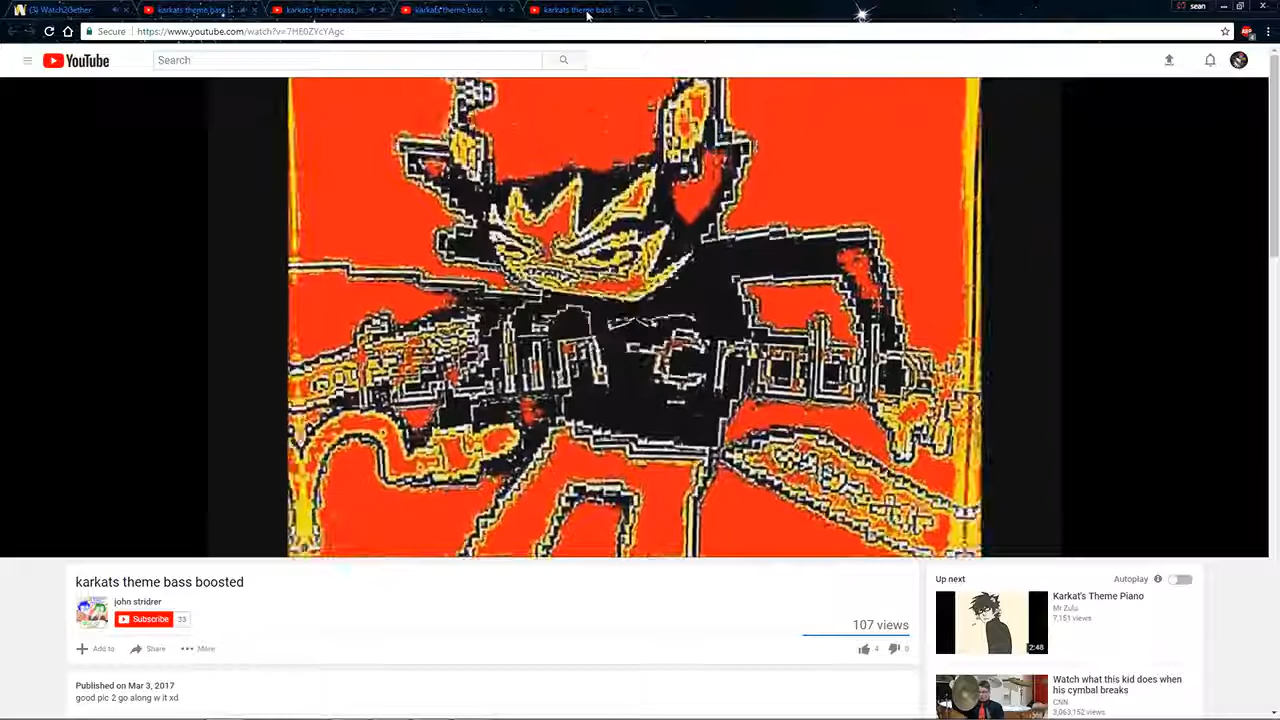 (3) Watch2Gether
karkats theme bass b
karkats theme bass
karkats theme bass
karkats theme bass
sean
Secure
https://www.youtube.com/watch?v=7HE0ZYcYAgc
YouTube
Search
karkats theme bass boosted
john stridrer
Subscribe 33
107 views
Add to Share More
4 0
Published on Mar 3, 2017
good pic 2 go along w it xd
Up next
Autoplay
Karkat's Theme Piano
Mr Zulu
7,151 views
2:48
Watch what this kid does when
his cymbal breaks
CNN
3,063,152 views